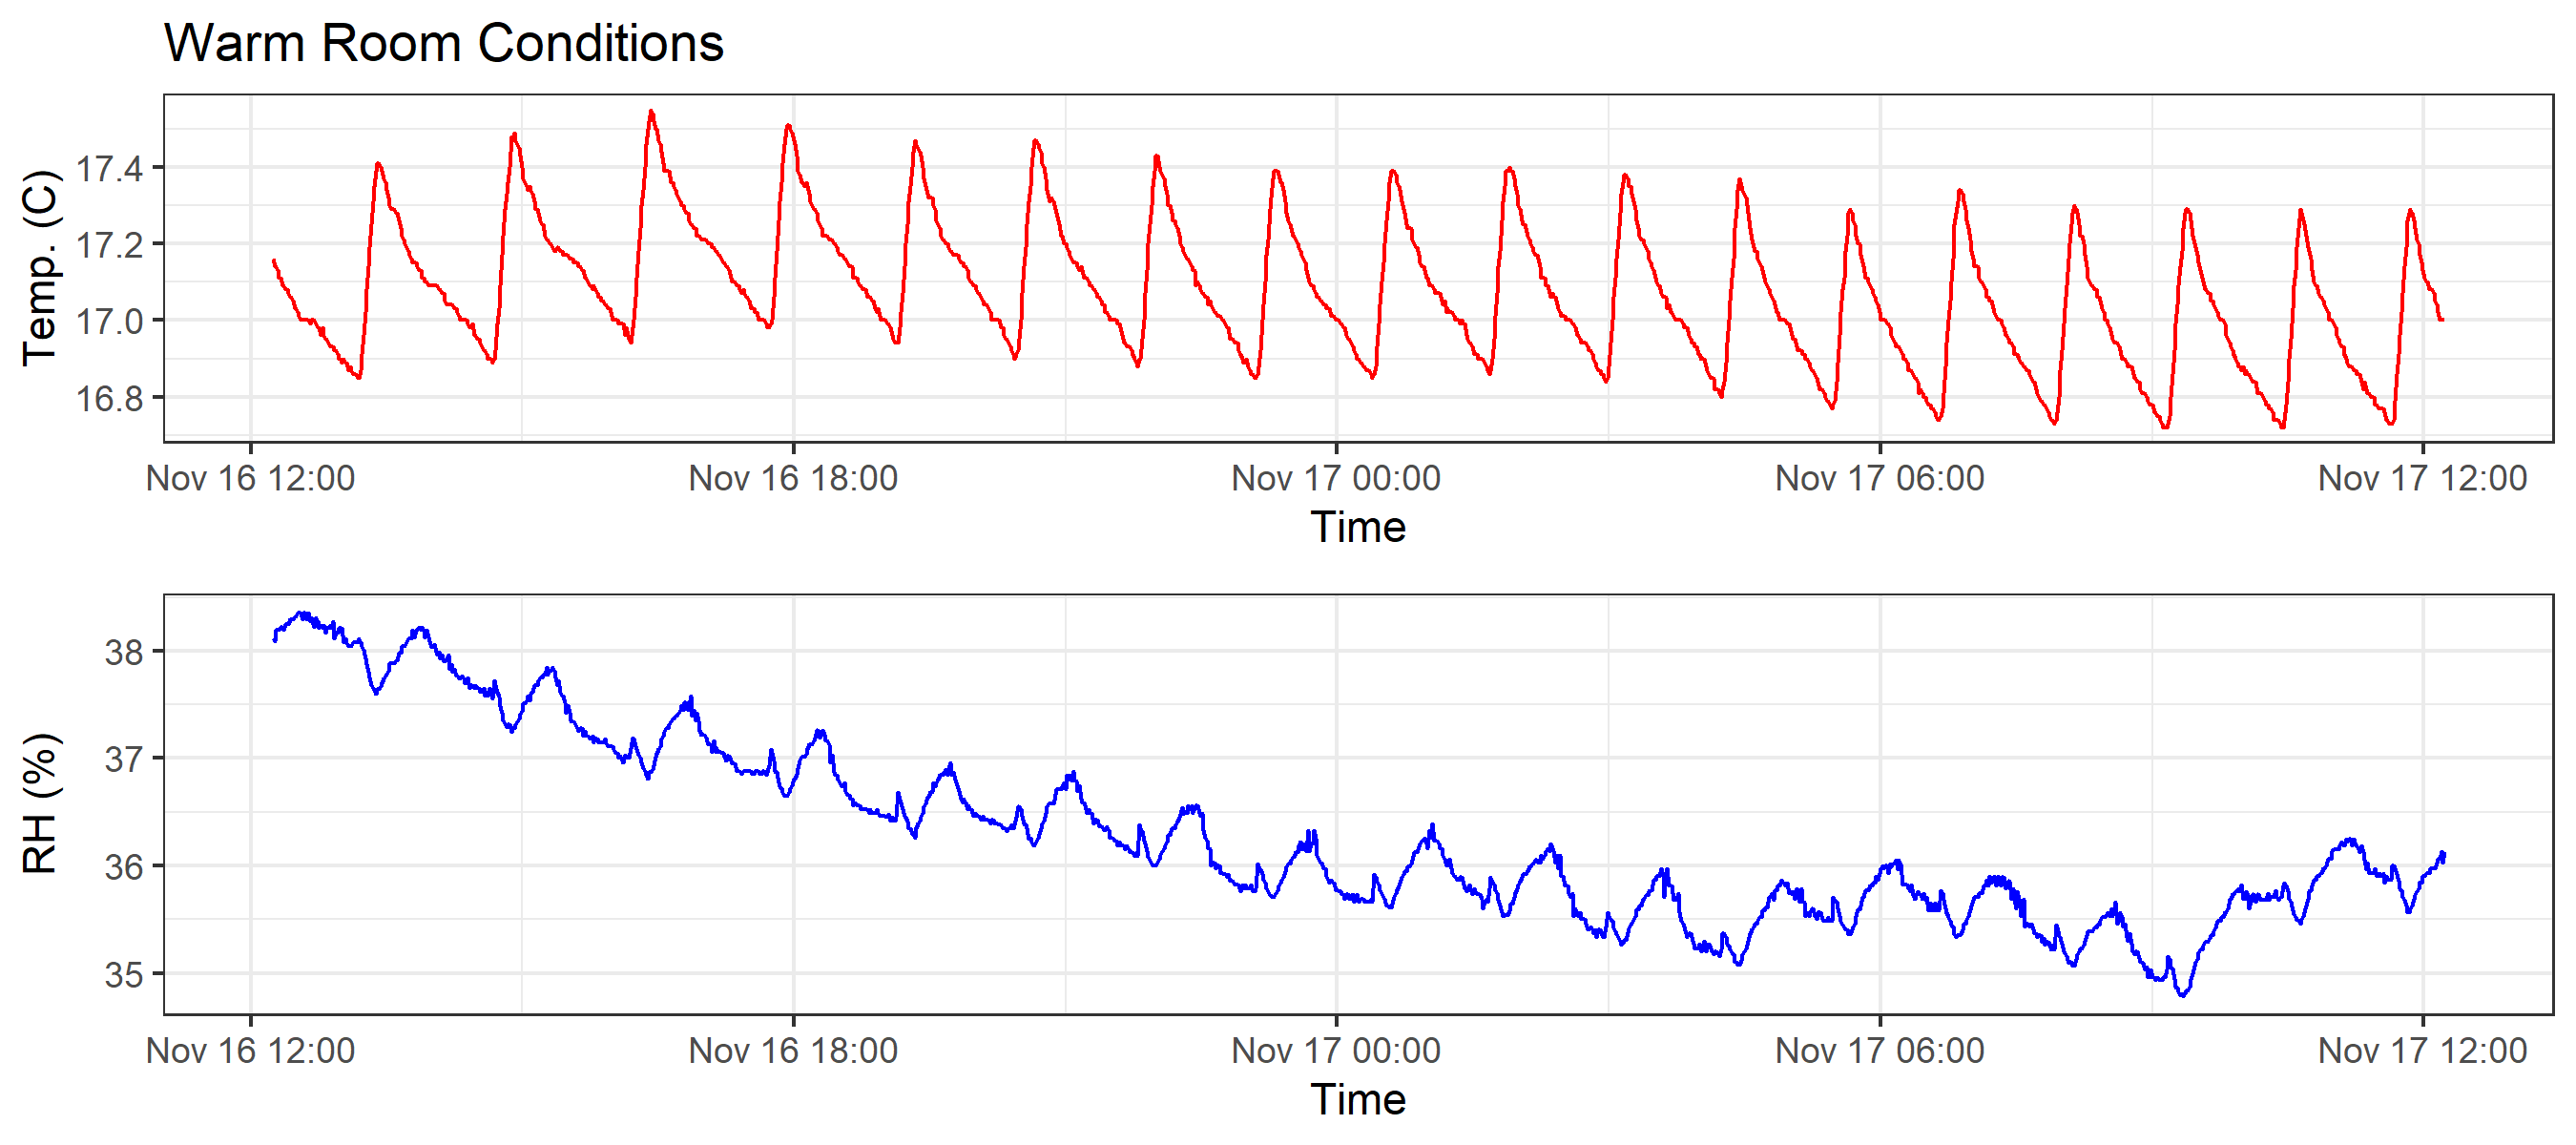 Warm Room Conditions
Temp. (C)
17.4
17.2
17.0
16.8
Nov 16 12:00 Nov 16 18:00 Nov 17 00:00 Nov 17 06:00 Nov 17 12:00
Time
RH (%)
38
37
36
35
Nov 16 12:00 Nov 16 18:00 Nov 17 00:00 Nov 17 06:00 Nov 17 12:00
Time